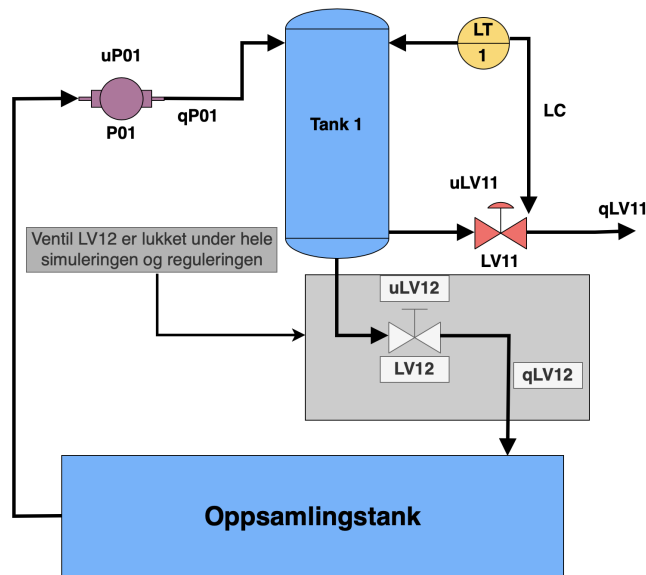 LT
1
uP01
qP01
P01
Tank 1
LC
uLV11
qLV11
LV11
Ventil LV12 er lukket under hele
simuleringen og reguleringen
uLV12
LV12
qLV12
Oppsamlingstank